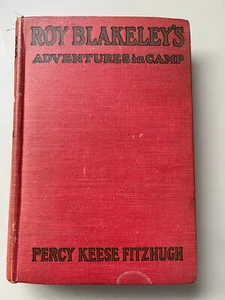 ROY BLAKELEY'S
ADVENTURES in CAMP
PERCY KEESE FITZHUGH